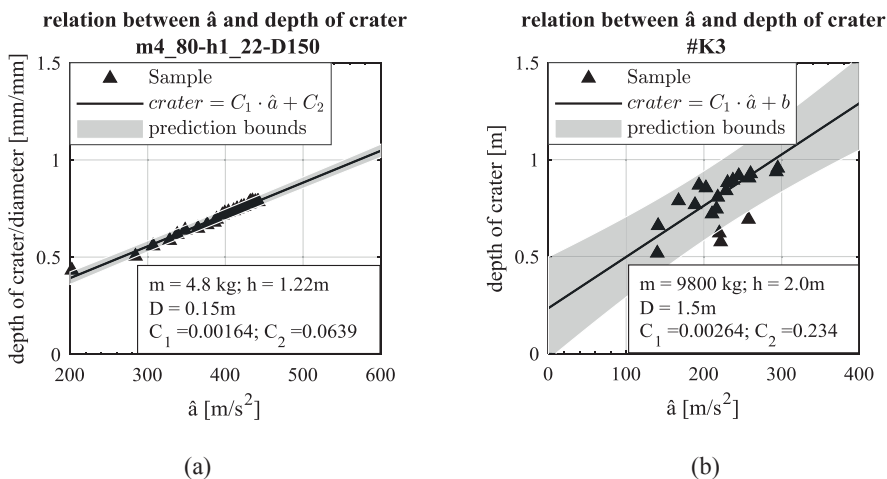 relation between â and depth of crater
m4_80-h1_22-D150
1.5
1
0.5
0
depth of crater/diameter [mm/mm]
Sample
crater = C₁ · â + C₂
prediction bounds
m = 4.8 kg; h = 1.22m
D = 0.15m
C₁ =0.00164; C₂ =0.0639
200 300 400 500 600
â [m/s²]
(a)
relation between â and depth of crater
#K3
1.5
1
0.5
0
depth of crater [m]
Sample
crater = C₁ · â + b
prediction bounds
m = 9800 kg; h = 2.0m
D = 1.5m
C₁ =0.00264; C₂ =0.234
0 100 200 300 400
â [m/s²]
(b)